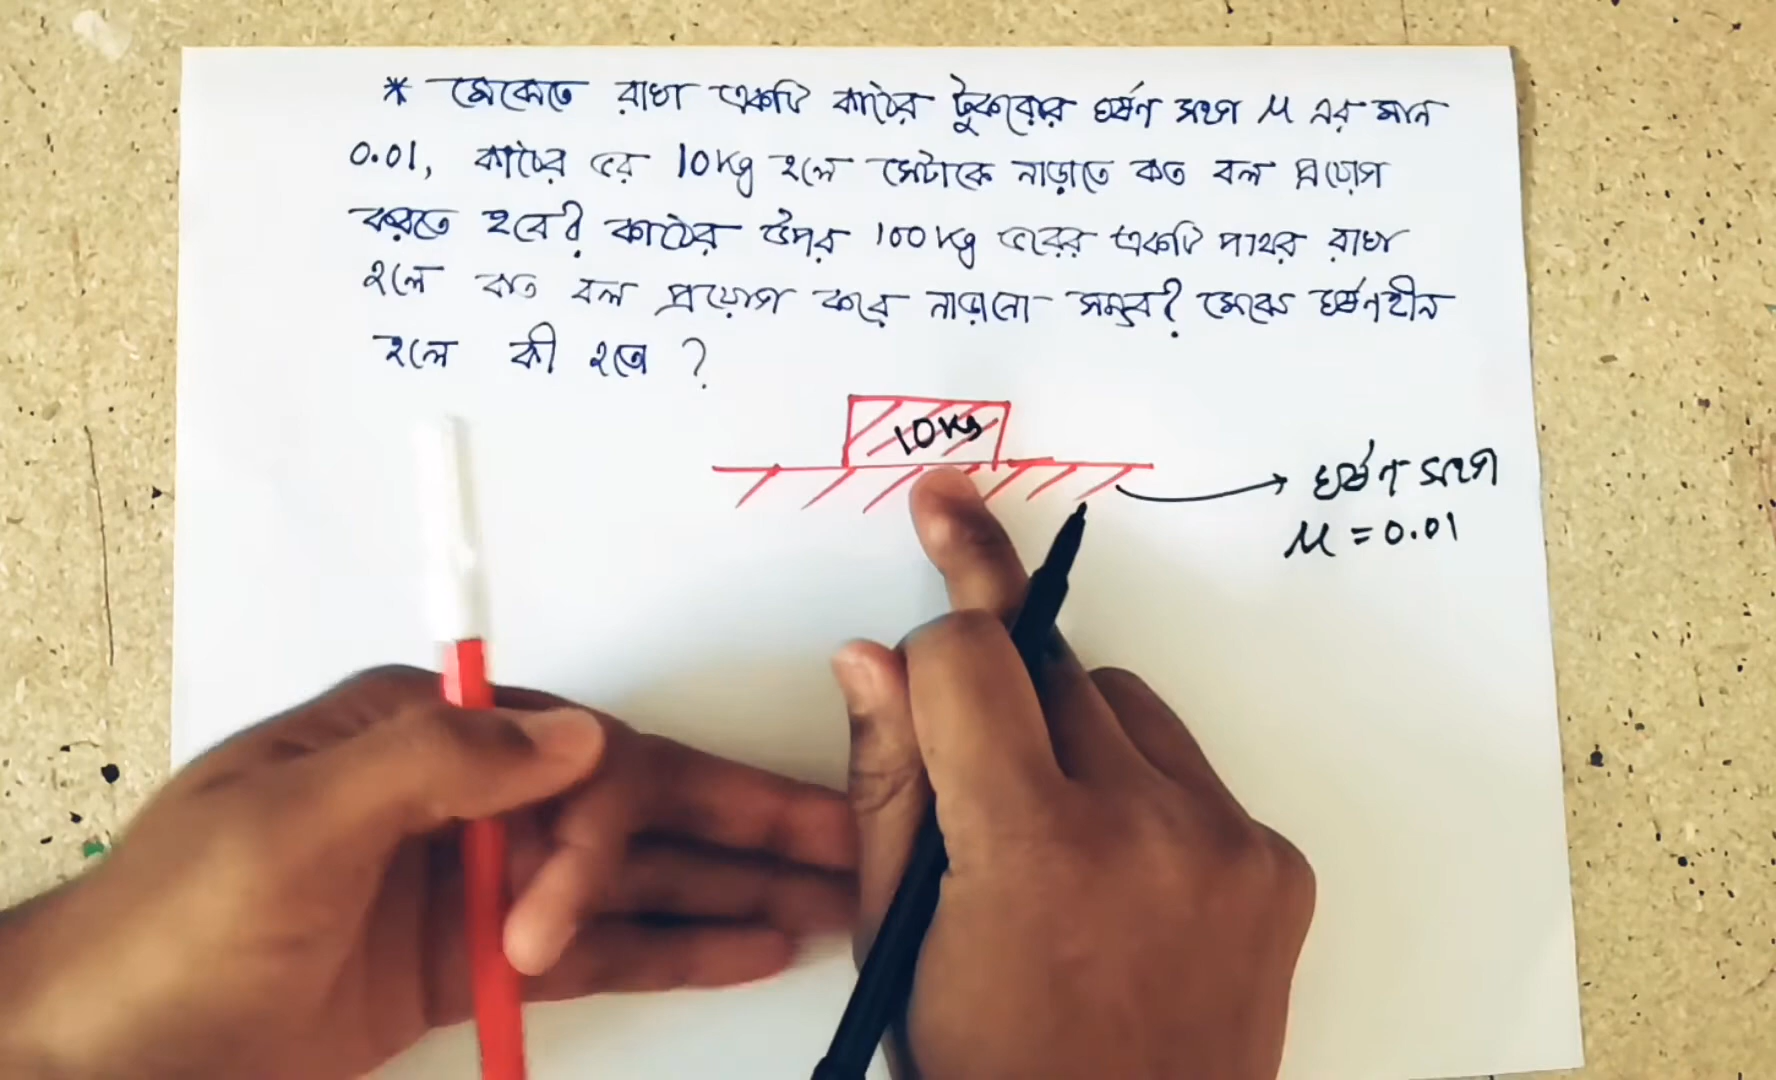 * মেঝেতে রাখা একটি কাঠের টুকরোর ঘর্ষণ সহগ μ এর মান
0.01, কাঠের ভর 10kg হলে সেটাকে নাড়াতে কত বল প্রয়োগ
করতে হবে? কাঠের উপর 100kg ভরের একটি পাথর রাখা
হলে কত বল প্রয়োগ করে নাড়ানো সম্ভব? মেঝে ঘর্ষণহীন
হলে কী হতো ?
10kg
ঘর্ষণ সহগ
μ = 0.01